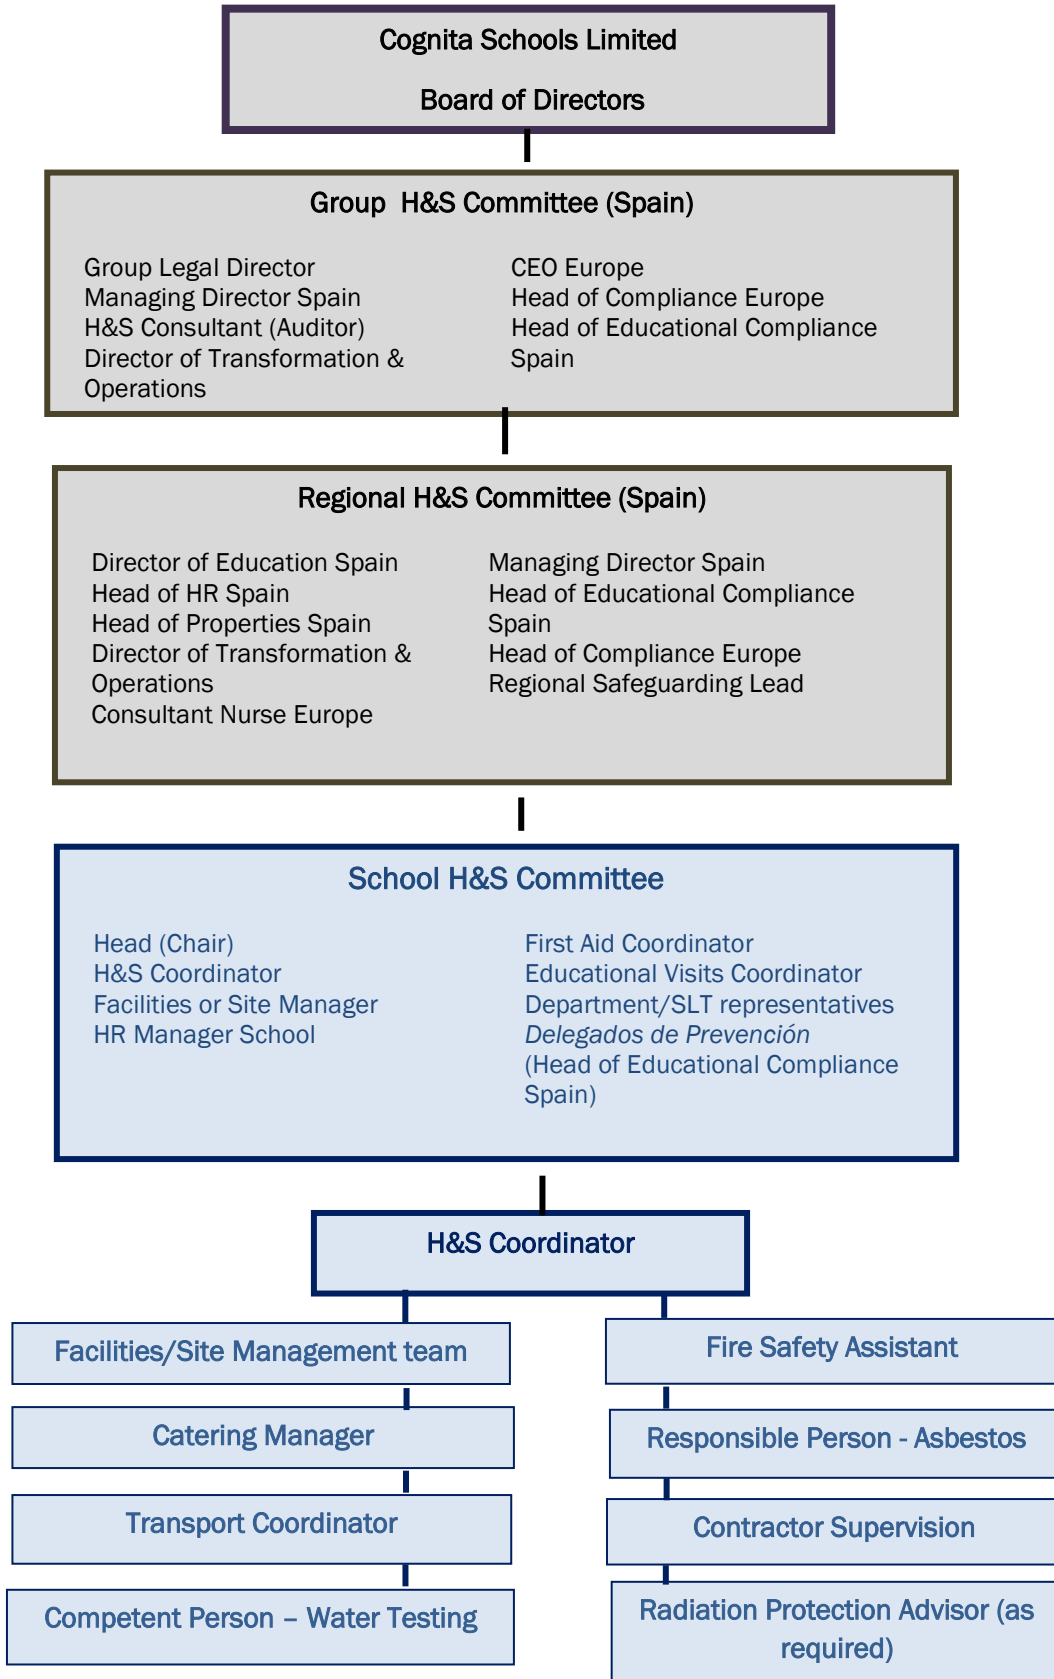 Cognita Schools Limited
Board of Directors
Group H&S Committee (Spain)
Group Legal Director
Managing Director Spain
H&S Consultant (Auditor)
Director of Transformation &
Operations
CEO Europe
Head of Compliance Europe
Head of Educational Compliance
Spain
Regional H&S Committee (Spain)
Director of Education Spain
Head of HR Spain
Head of Properties Spain
Director of Transformation &
Operations
Consultant Nurse Europe
Managing Director Spain
Head of Educational Compliance
Spain
Head of Compliance Europe
Regional Safeguarding Lead
School H&S Committee
Head (Chair)
H&S Coordinator
Facilities or Site Manager
HR Manager School
First Aid Coordinator
Educational Visits Coordinator
Department/SLT representatives
Delegados de Prevención
(Head of Educational Compliance
Spain)
H&S Coordinator
Facilities/Site Management team
Catering Manager
Transport Coordinator
Competent Person – Water Testing
Fire Safety Assistant
Responsible Person - Asbestos
Contractor Supervision
Radiation Protection Advisor (as
required)